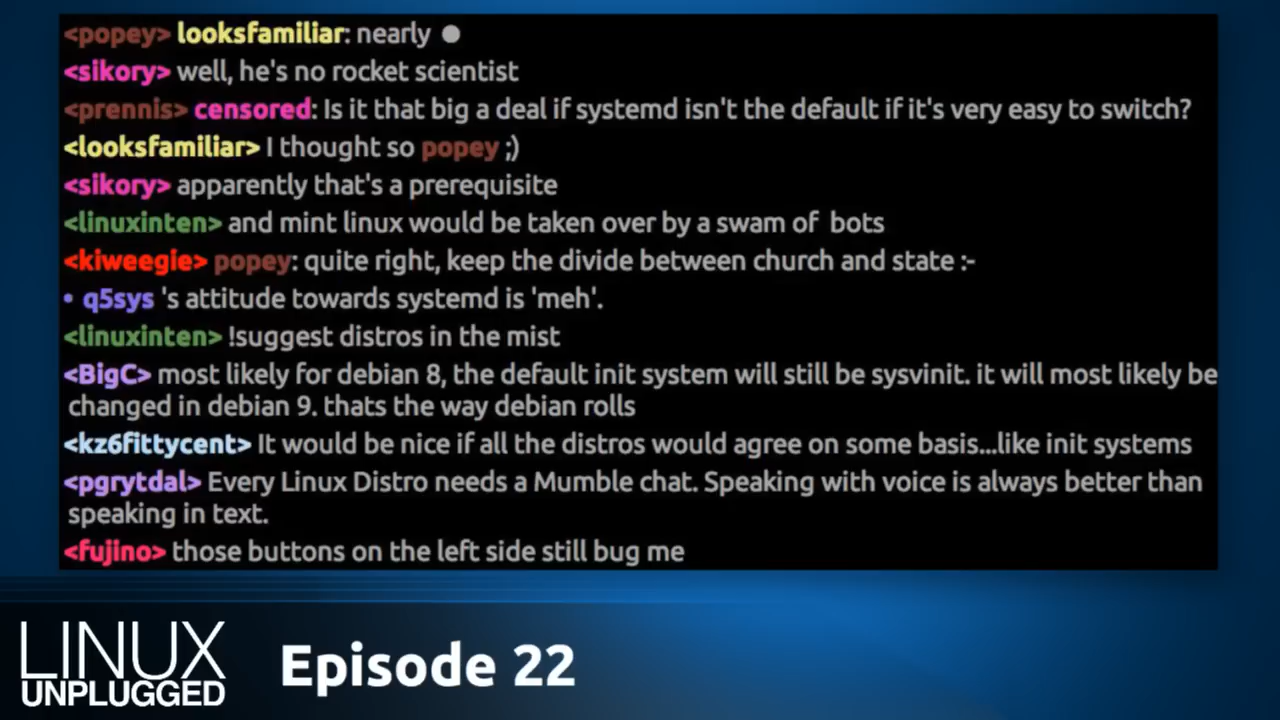 <popey> looksfamiliar: nearly
<sikory> well, he's no rocket scientist
<prennis> censored: Is it that big a deal if systemd isn't the default if it's very easy to switch?
<looksfamiliar> I thought so popey ;)
<sikory> apparently that's a prerequisite
<linuxinten> and mint linux would be taken over by a swam of bots
<kiweegie> popey: quite right, keep the divide between church and state :-
• q5sys 's attitude towards systemd is 'meh'.
<linuxinten> !suggest distros in the mist
<BigC> most likely for debian 8, the default init system will still be sysvinit. it will most likely be
changed in debian 9. thats the way debian rolls
<kz6fittycent> It would be nice if all the distros would agree on some basis...like init systems
<pgrytdal> Every Linux Distro needs a Mumble chat. Speaking with voice is always better than
speaking in text.
<fujino> those buttons on the left side still bug me
LINUX
UNPLUGGED
Episode 22